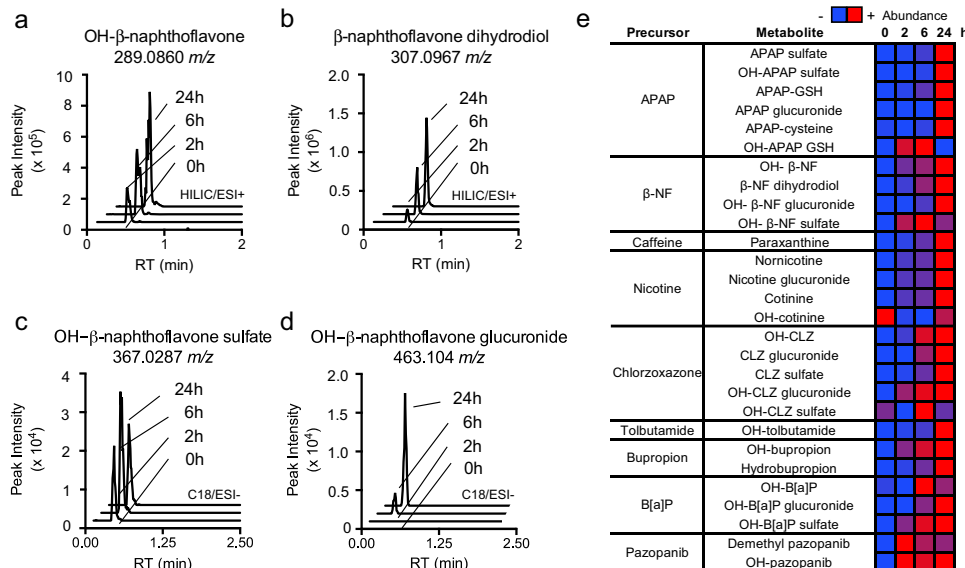 a
OH-β-naphthoflavone
289.0860 m/z
Peak Intensity
(x 10⁵)
10
8
6
4
2
0
24h
6h
2h
0h
HILIC/ESI+
0
1
2
RT (min)
b
β-naphthoflavone dihydrodiol
307.0967 m/z
Peak Intensity
(x 10⁶)
2.0
1.5
1.0
0.5
0.0
24h
6h
2h
0h
HILIC/ESI+
0
1
2
RT (min)
c
OH–β-naphthoflavone sulfate
367.0287 m/z
Peak Intensity
(x 10⁴)
4
3
2
1
0
24h
6h
2h
0h
C18/ESI-
0.00
1.25
2.50
RT (min)
d
OH–β-naphthoflavone glucuronide
463.104 m/z
Peak Intensity
(x 10⁴)
2.0
1.5
1.0
0.5
0.0
24h
6h
2h
0h
C18/ESI-
0.00
1.25
2.50
RT (min)
e
- + Abundance
Precursor Metabolite 0 2 6 24 h
APAP
APAP sulfate
OH-APAP sulfate
APAP-GSH
APAP glucuronide
APAP-cysteine
OH-APAP GSH
β-NF
OH- β-NF
β-NF dihydrodiol
OH- β-NF glucuronide
OH- β-NF sulfate
Caffeine
Paraxanthine
Nicotine
Nornicotine
Nicotine glucuronide
Cotinine
OH-cotinine
Chlorzoxazone
OH-CLZ
CLZ glucuronide
CLZ sulfate
OH-CLZ glucuronide
OH-CLZ sulfate
Tolbutamide
OH-tolbutamide
Bupropion
OH-bupropion
Hydrobupropion
B[a]P
OH-B[a]P
OH-B[a]P glucuronide
OH-B[a]P sulfate
Pazopanib
Demethyl pazopanib
OH-pazopanib